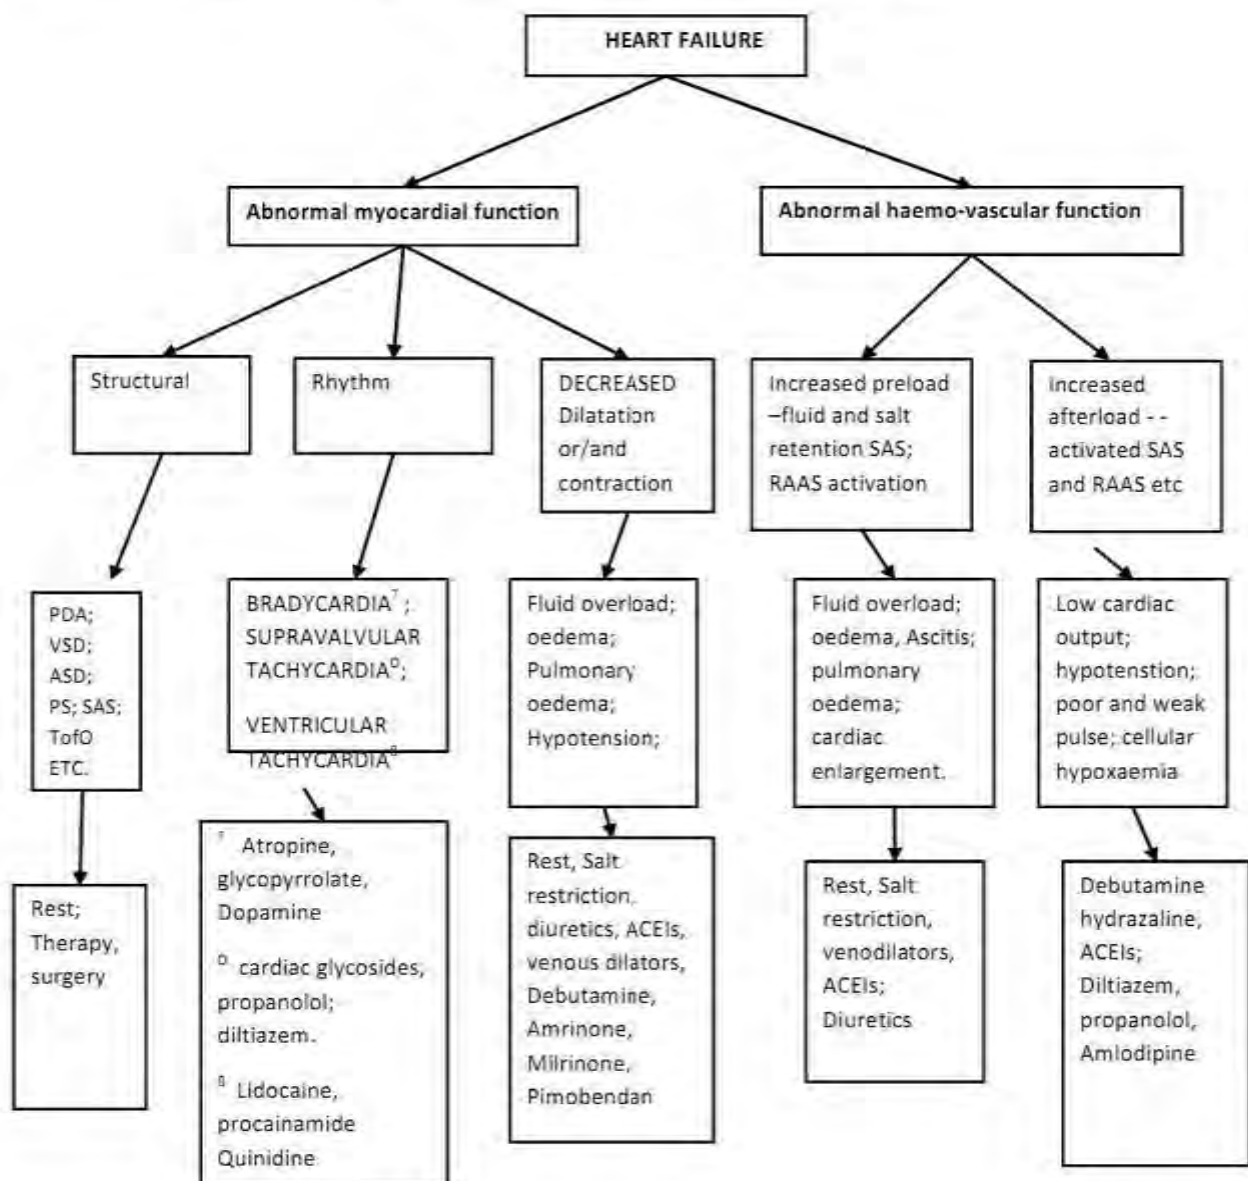 HEART FAILURE
Abnormal myocardial function
Abnormal haemo-vascular function
Structural
Rhythm
DECREASED
Dilatation
or/and
contraction
Increased preload
–fluid and salt
retention SAS;
RAAS activation
Increased
afterload - -
activated SAS
and RAAS etc
PDA;
VSD;
ASD;
PS; SAS;
TofO
ETC.
BRADYCARDIA⁷ ;
SUPRAVALVULAR
TACHYCARDIAᴰ;
VENTRICULAR
TACHYCARDIA⁸
Fluid overload;
oedema;
Pulmonary
oedema;
Hypotension;
Fluid overload;
oedema, Ascitis;
pulmonary
oedema;
cardiac
enlargement.
Low cardiac
output;
hypotenstion;
poor and weak
pulse; cellular
hypoxaemia
Rest;
Therapy,
surgery
⁷ Atropine,
glycopyrrolate,
Dopamine
ᴰ cardiac glycosides,
propanolol;
diltiazem.
⁸ Lidocaine,
procainamide
Quinidine
Rest, Salt
restriction,
diuretics, ACEIs,
venous dilators,
Debutamine,
Amrinone,
Milrinone,
Pimobendan
Rest, Salt
restriction,
venodilators,
ACEIs;
Diuretics
Debutamine
hydrazaline,
ACEIs;
Diltiazem,
propanolol,
Amlodipine